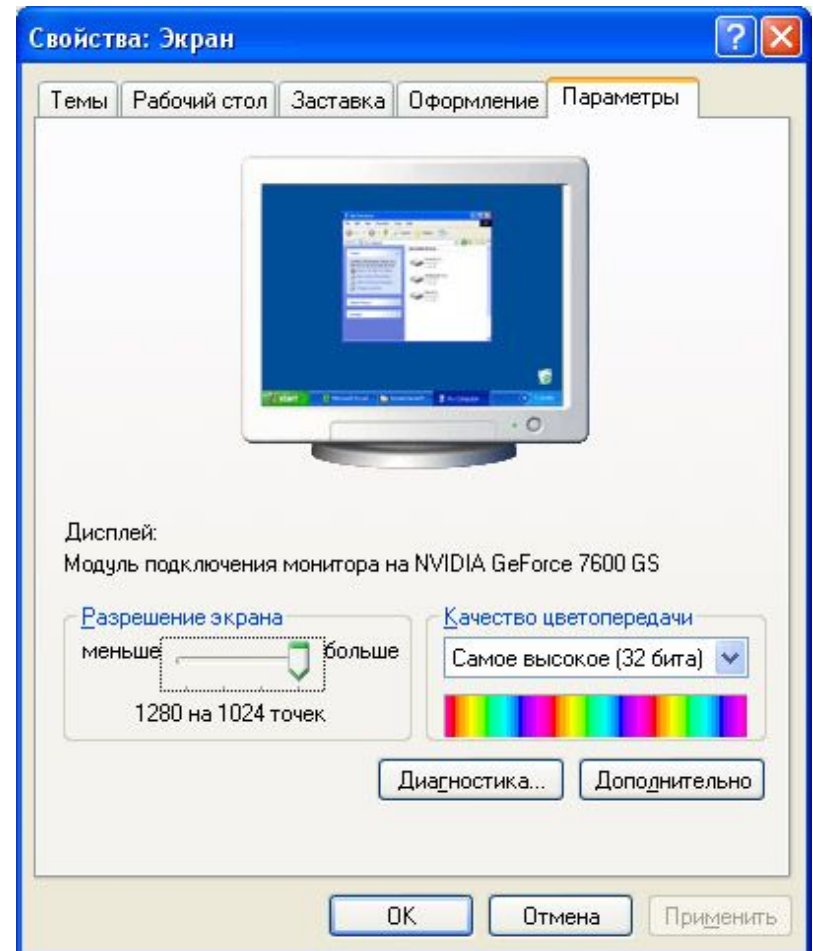 Свойства: Экран
Темы Рабочий стол Заставка Оформление Параметры
Дисплей:
Модуль подключения монитора на NVIDIA GeForce 7600 GS
Разрешение экрана
меньше больше
1280 на 1024 точек
Качество цветопередачи
Самое высокое (32 бита)
Диагностика... Дополнительно
OK Отмена Применить